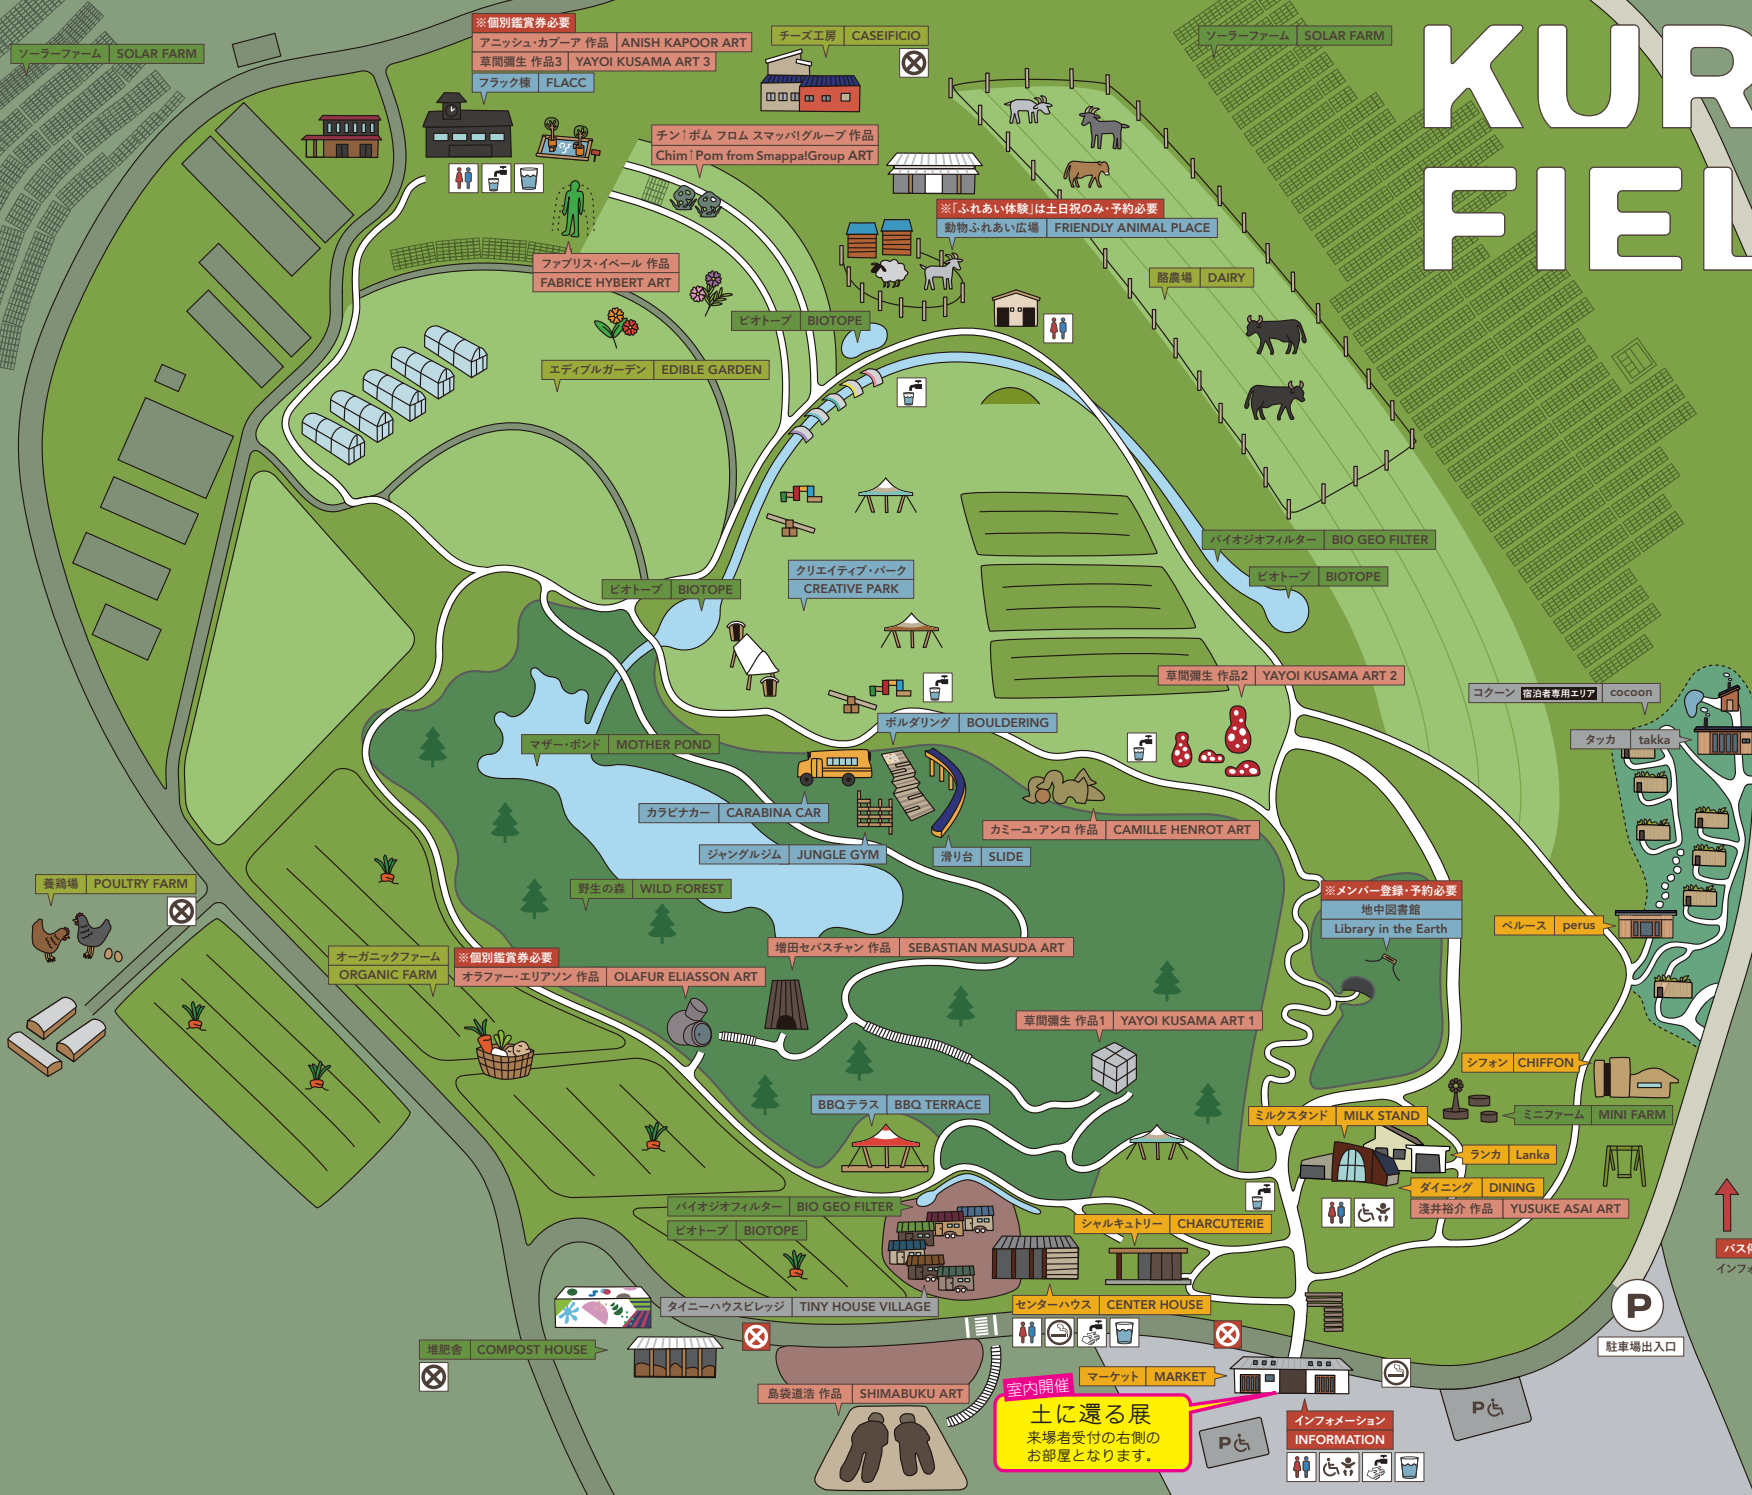 KUR
FIEL
ソーラーファーム SOLAR FARM
※個別鑑賞券必要
アニッシュ・カプーア 作品 ANISH KAPOOR ART
草間彌生 作品3 YAYOI KUSAMA ART 3
フラック棟 FLACC
チーズ工房 CASEIFICIO
ソーラーファーム SOLAR FARM
チン↑ポム フロム スマッパ!グループ 作品
Chim↑Pom from Smappa!Group ART
※「ふれあい体験」は土日祝のみ・予約必要
動物ふれあい広場 FRIENDLY ANIMAL PLACE
ファブリス・イベール 作品
FABRICE HYBERT ART
酪農場 DAIRY
ビオトープ BIOTOPE
エディブルガーデン EDIBLE GARDEN
バイオジオフィルター BIO GEO FILTER
ビオトープ BIOTOPE
クリエイティブ・パーク
CREATIVE PARK
ビオトープ BIOTOPE
草間彌生 作品2 YAYOI KUSAMA ART 2
コクーン 宿泊者専用エリア cocoon
タッカ takka
ボルダリング BOULDERING
マザー・ポンド MOTHER POND
カラビナカー CARABINA CAR
カミーユ・アンロ 作品 CAMILLE HENROT ART
ジャングルジム JUNGLE GYM
滑り台 SLIDE
養鶏場 POULTRY FARM
野生の森 WILD FOREST
※メンバー登録・予約必要
地中図書館
Library in the Earth
ペルース perus
オーガニックファーム
ORGANIC FARM
※個別鑑賞券必要
オラファー・エリアソン 作品 OLAFUR ELIASSON ART
増田セバスチャン 作品 SEBASTIAN MASUDA ART
草間彌生 作品1 YAYOI KUSAMA ART 1
シフォン CHIFFON
BBQテラス BBQ TERRACE
ミルクスタンド MILK STAND
ミニファーム MINI FARM
ランカ Lanka
ダイニング DINING
淺井裕介 作品 YUSUKE ASAI ART
バイオジオフィルター BIO GEO FILTER
ビオトープ BIOTOPE
シャルキュトリー CHARCUTERIE
バス停
インフォ
タイニーハウスビレッジ TINY HOUSE VILLAGE
センターハウス CENTER HOUSE
P
駐車場出入口
堆肥舎 COMPOST HOUSE
島袋道浩 作品 SHIMABUKU ART
マーケット MARKET
室内開催
土に還る展
来場者受付の右側の
お部屋となります。
インフォメーション
INFORMATION
P
P